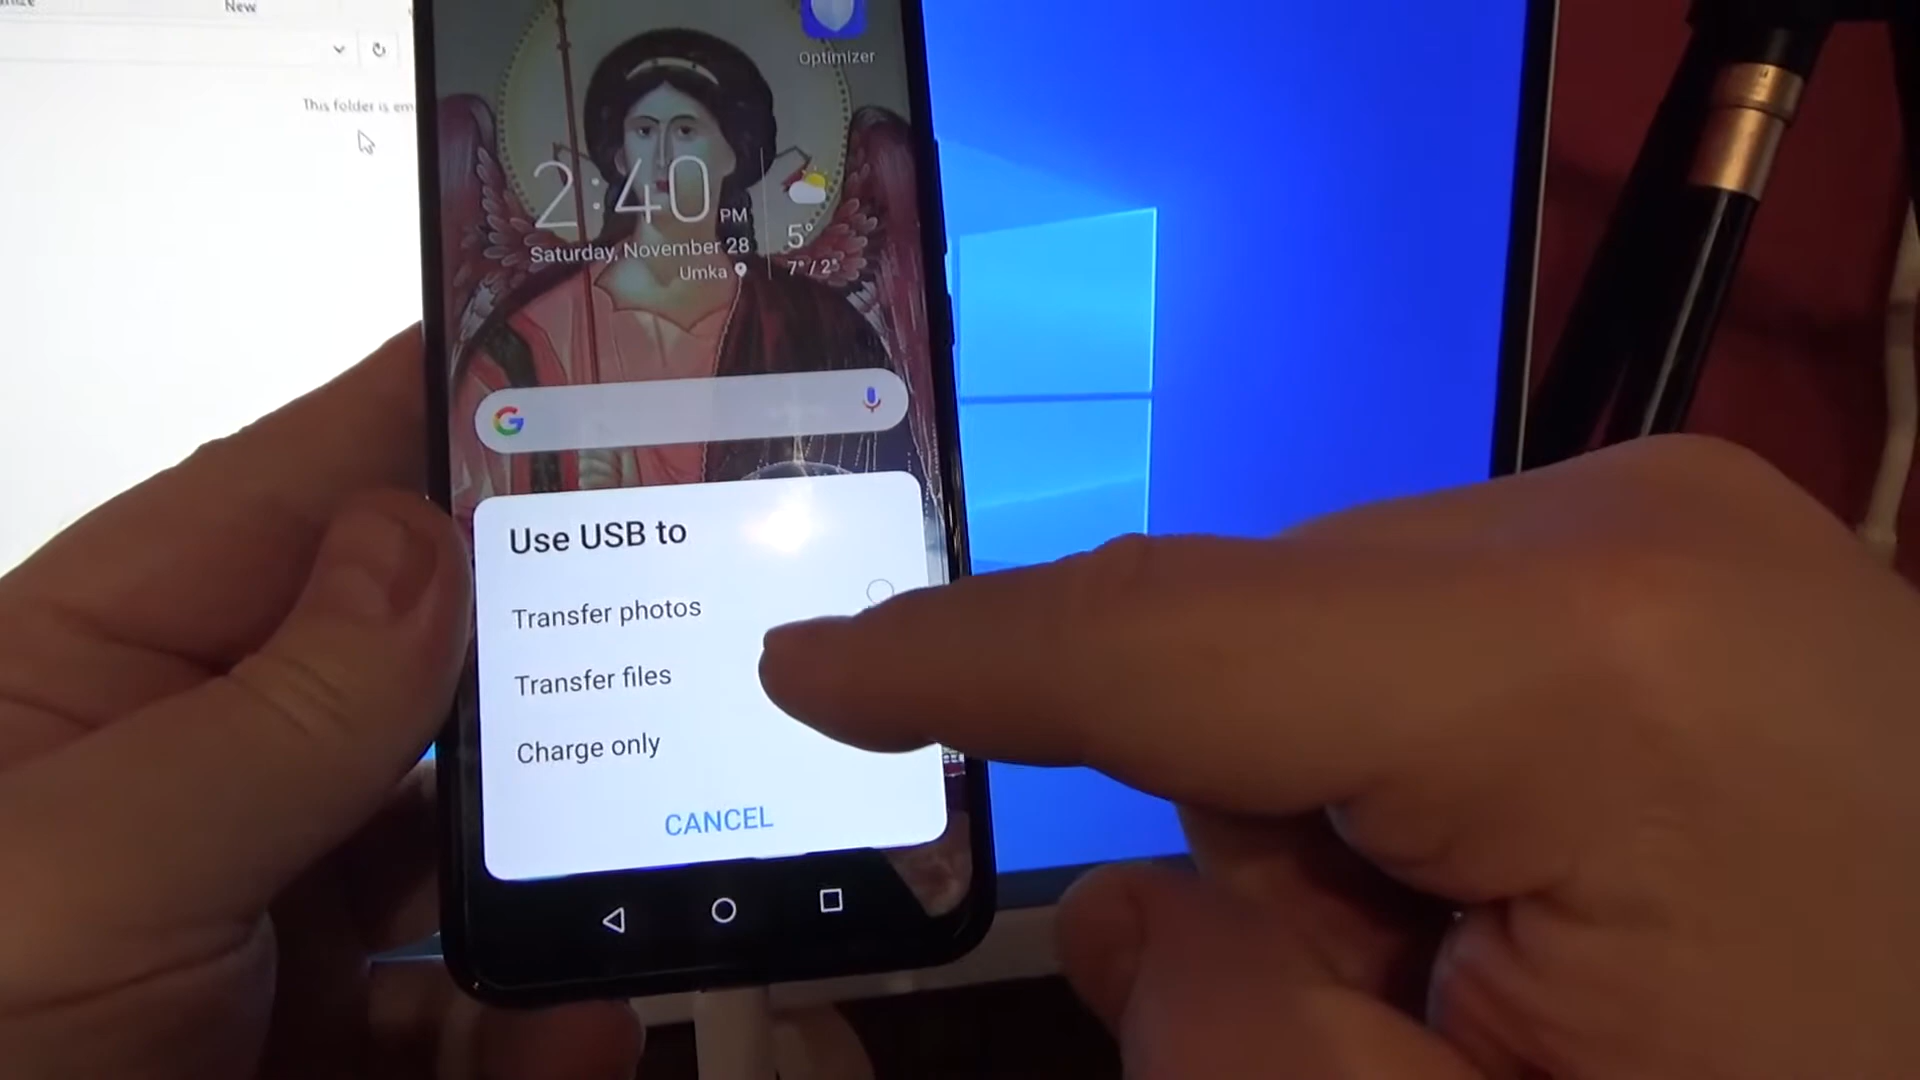 New
This folder is em
Optimizer
2:40 PM
Saturday, November 28
Umka
5°
7° / 2°
G
Use USB to
Transfer photos
Transfer files
Charge only
CANCEL